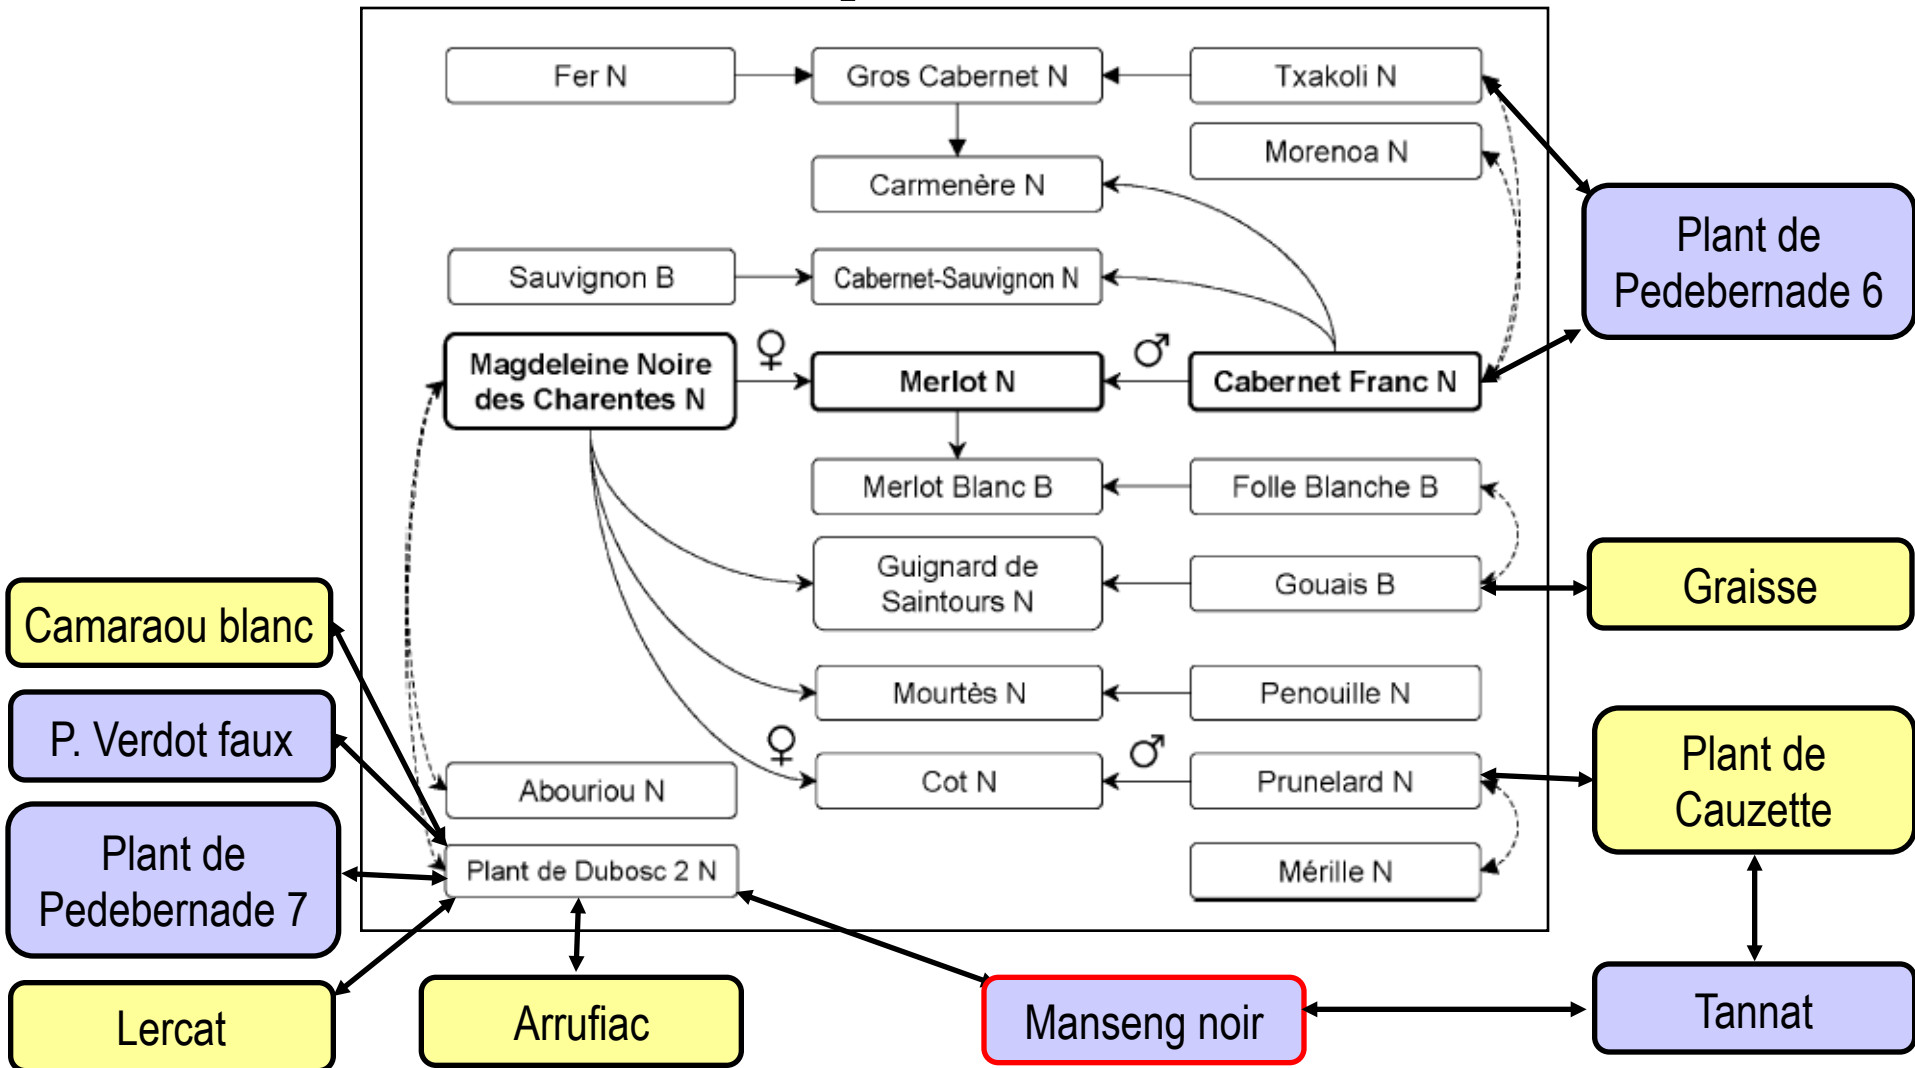 Fer N
Gros Cabernet N
Txakoli N
Morenoa N
Carmenère N
Plant de
Pedebernade 6
Sauvignon B
Cabernet-Sauvignon N
Magdeleine Noire
des Charentes N
♀
Merlot N
♂
Cabernet Franc N
Merlot Blanc B
Folle Blanche B
Guignard de
Saintours N
Gouais B
Graisse
Camaraou blanc
Mourtès N
Penouille N
P. Verdot faux
♀
Cot N
♂
Prunelard N
Plant de
Cauzette
Abouriou N
Plant de
Pedebernade 7
Plant de Dubosc 2 N
Mérille N
Lercat
Arrufiac
Manseng noir
Tannat